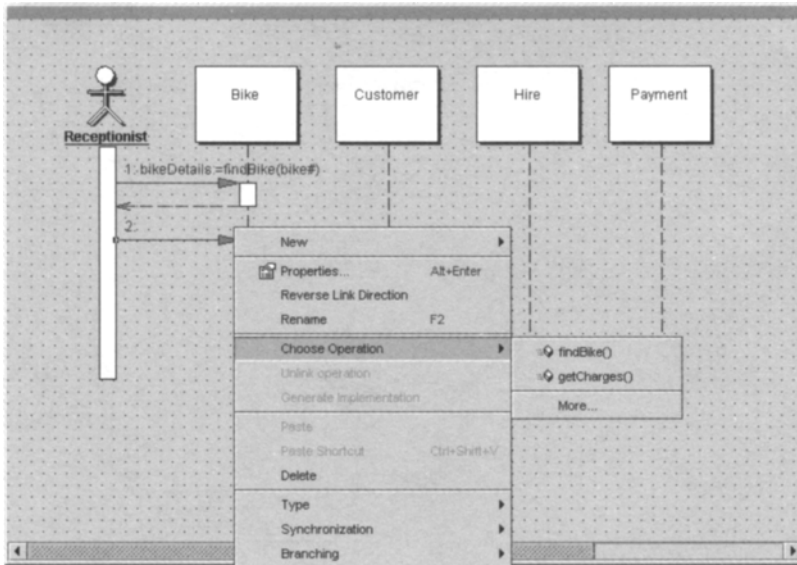 Bike
Customer
Hire
Payment
Receptionist
1: bikeDetails:=findBike(bike#)
2:
New
Properties... Alt+Enter
Reverse Link Direction
Rename F2
Choose Operation
findBike()
getCharges()
More...
Unlink operation
Generate Implementation
Paste
Paste Shortcut Ctrl+Shift+V
Delete
Type
Synchronization
Branching